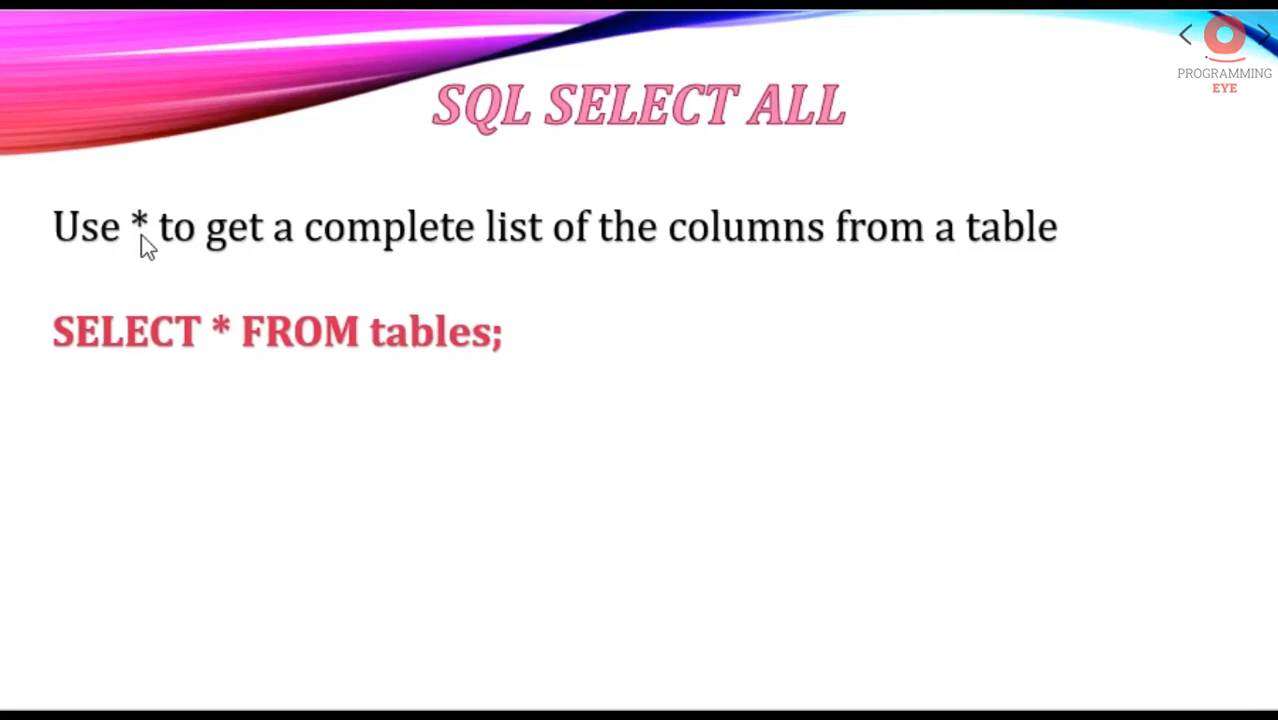 PROGRAMMING
EYE
SQL SELECT ALL
Use * to get a complete list of the columns from a table
SELECT * FROM tables;